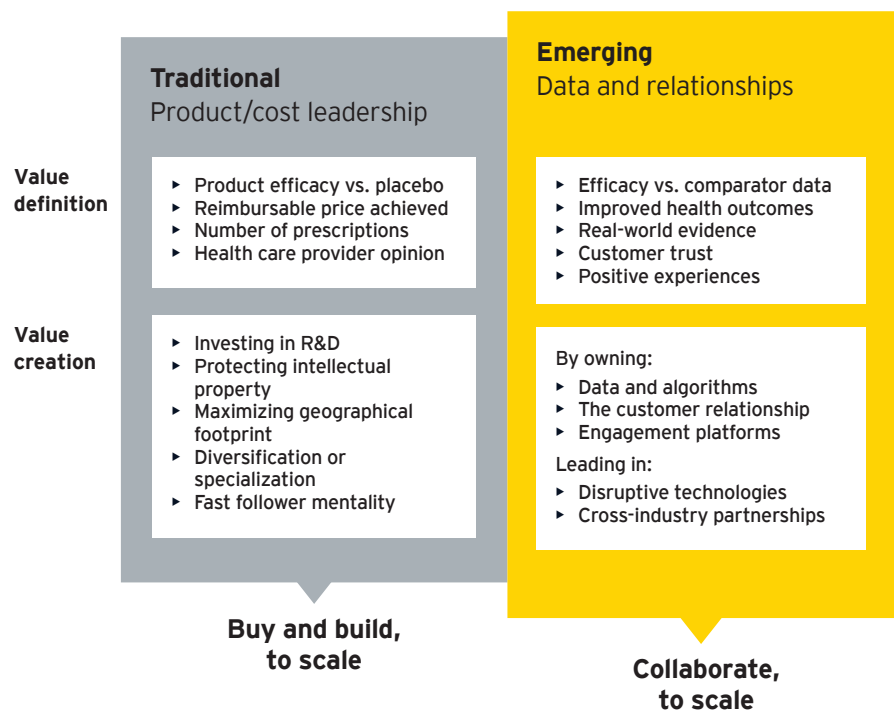 Traditional
Product/cost leadership
Emerging
Data and relationships
Value
definition
▸ Product efficacy vs. placebo
▸ Reimbursable price achieved
▸ Number of prescriptions
▸ Health care provider opinion
▸ Efficacy vs. comparator data
▸ Improved health outcomes
▸ Real-world evidence
▸ Customer trust
▸ Positive experiences
Value
creation
▸ Investing in R&D
▸ Protecting intellectual
property
▸ Maximizing geographical
footprint
▸ Diversification or
specialization
▸ Fast follower mentality
By owning:
▸ Data and algorithms
▸ The customer relationship
▸ Engagement platforms
Leading in:
▸ Disruptive technologies
▸ Cross-industry partnerships
Buy and build,
to scale
Collaborate,
to scale